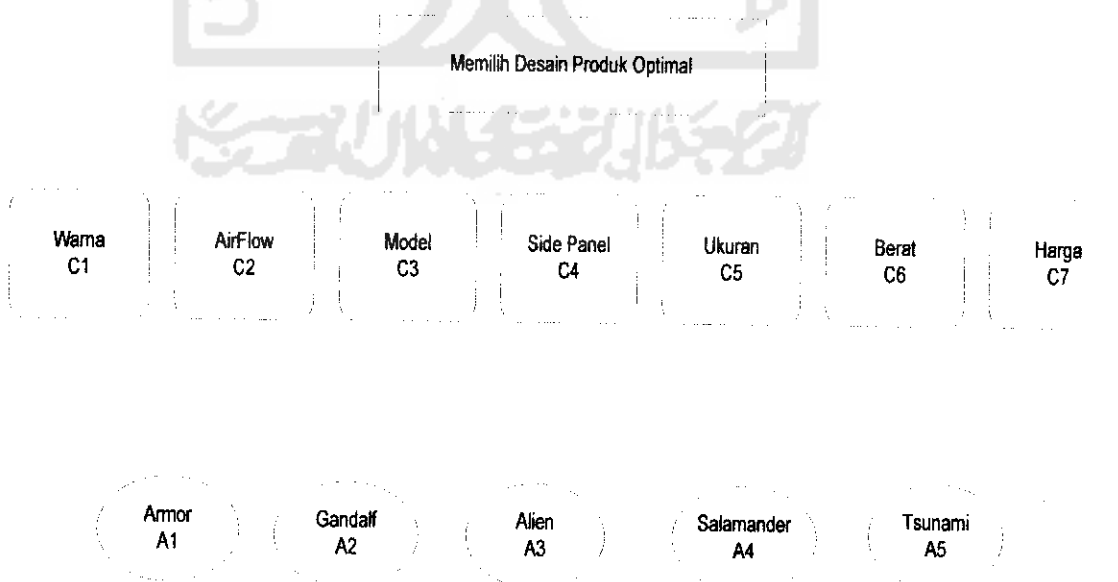 Memilih Desain Produk Optimal
Warna
C1
AirFlow
C2
Model
C3
Side Panel
C4
Ukuran
C5
Berat
C6
Harga
C7
Armor
A1
Gandalf
A2
Alien
A3
Salamander
A4
Tsunami
A5